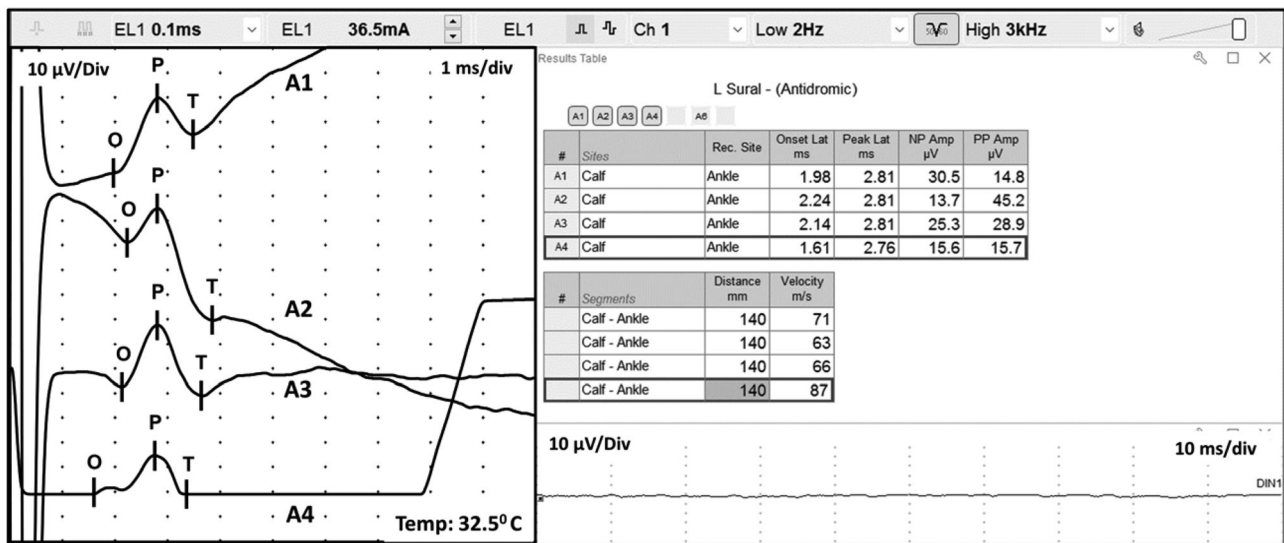 EL1 0.1ms EL1 36.5mA EL1 Ch 1 Low 2Hz High 3kHz
10 µV/Div
1 ms/div
P
A1
T
O
P
O
T
A2
P
O
T
A3
P
O
T
A4
Temp: 32.5⁰ C
Results Table
L Sural - (Antidromic)
A1 A2 A3 A4 A6
# Sites Rec. Site Onset Lat ms Peak Lat ms NP Amp µV PP Amp µV
A1 Calf Ankle 1.98 2.81 30.5 14.8
A2 Calf Ankle 2.24 2.81 13.7 45.2
A3 Calf Ankle 2.14 2.81 25.3 28.9
A4 Calf Ankle 1.61 2.76 15.6 15.7
# Segments Distance mm Velocity m/s
Calf - Ankle 140 71
Calf - Ankle 140 63
Calf - Ankle 140 66
Calf - Ankle 140 87
10 µV/Div
10 ms/div
DIN1